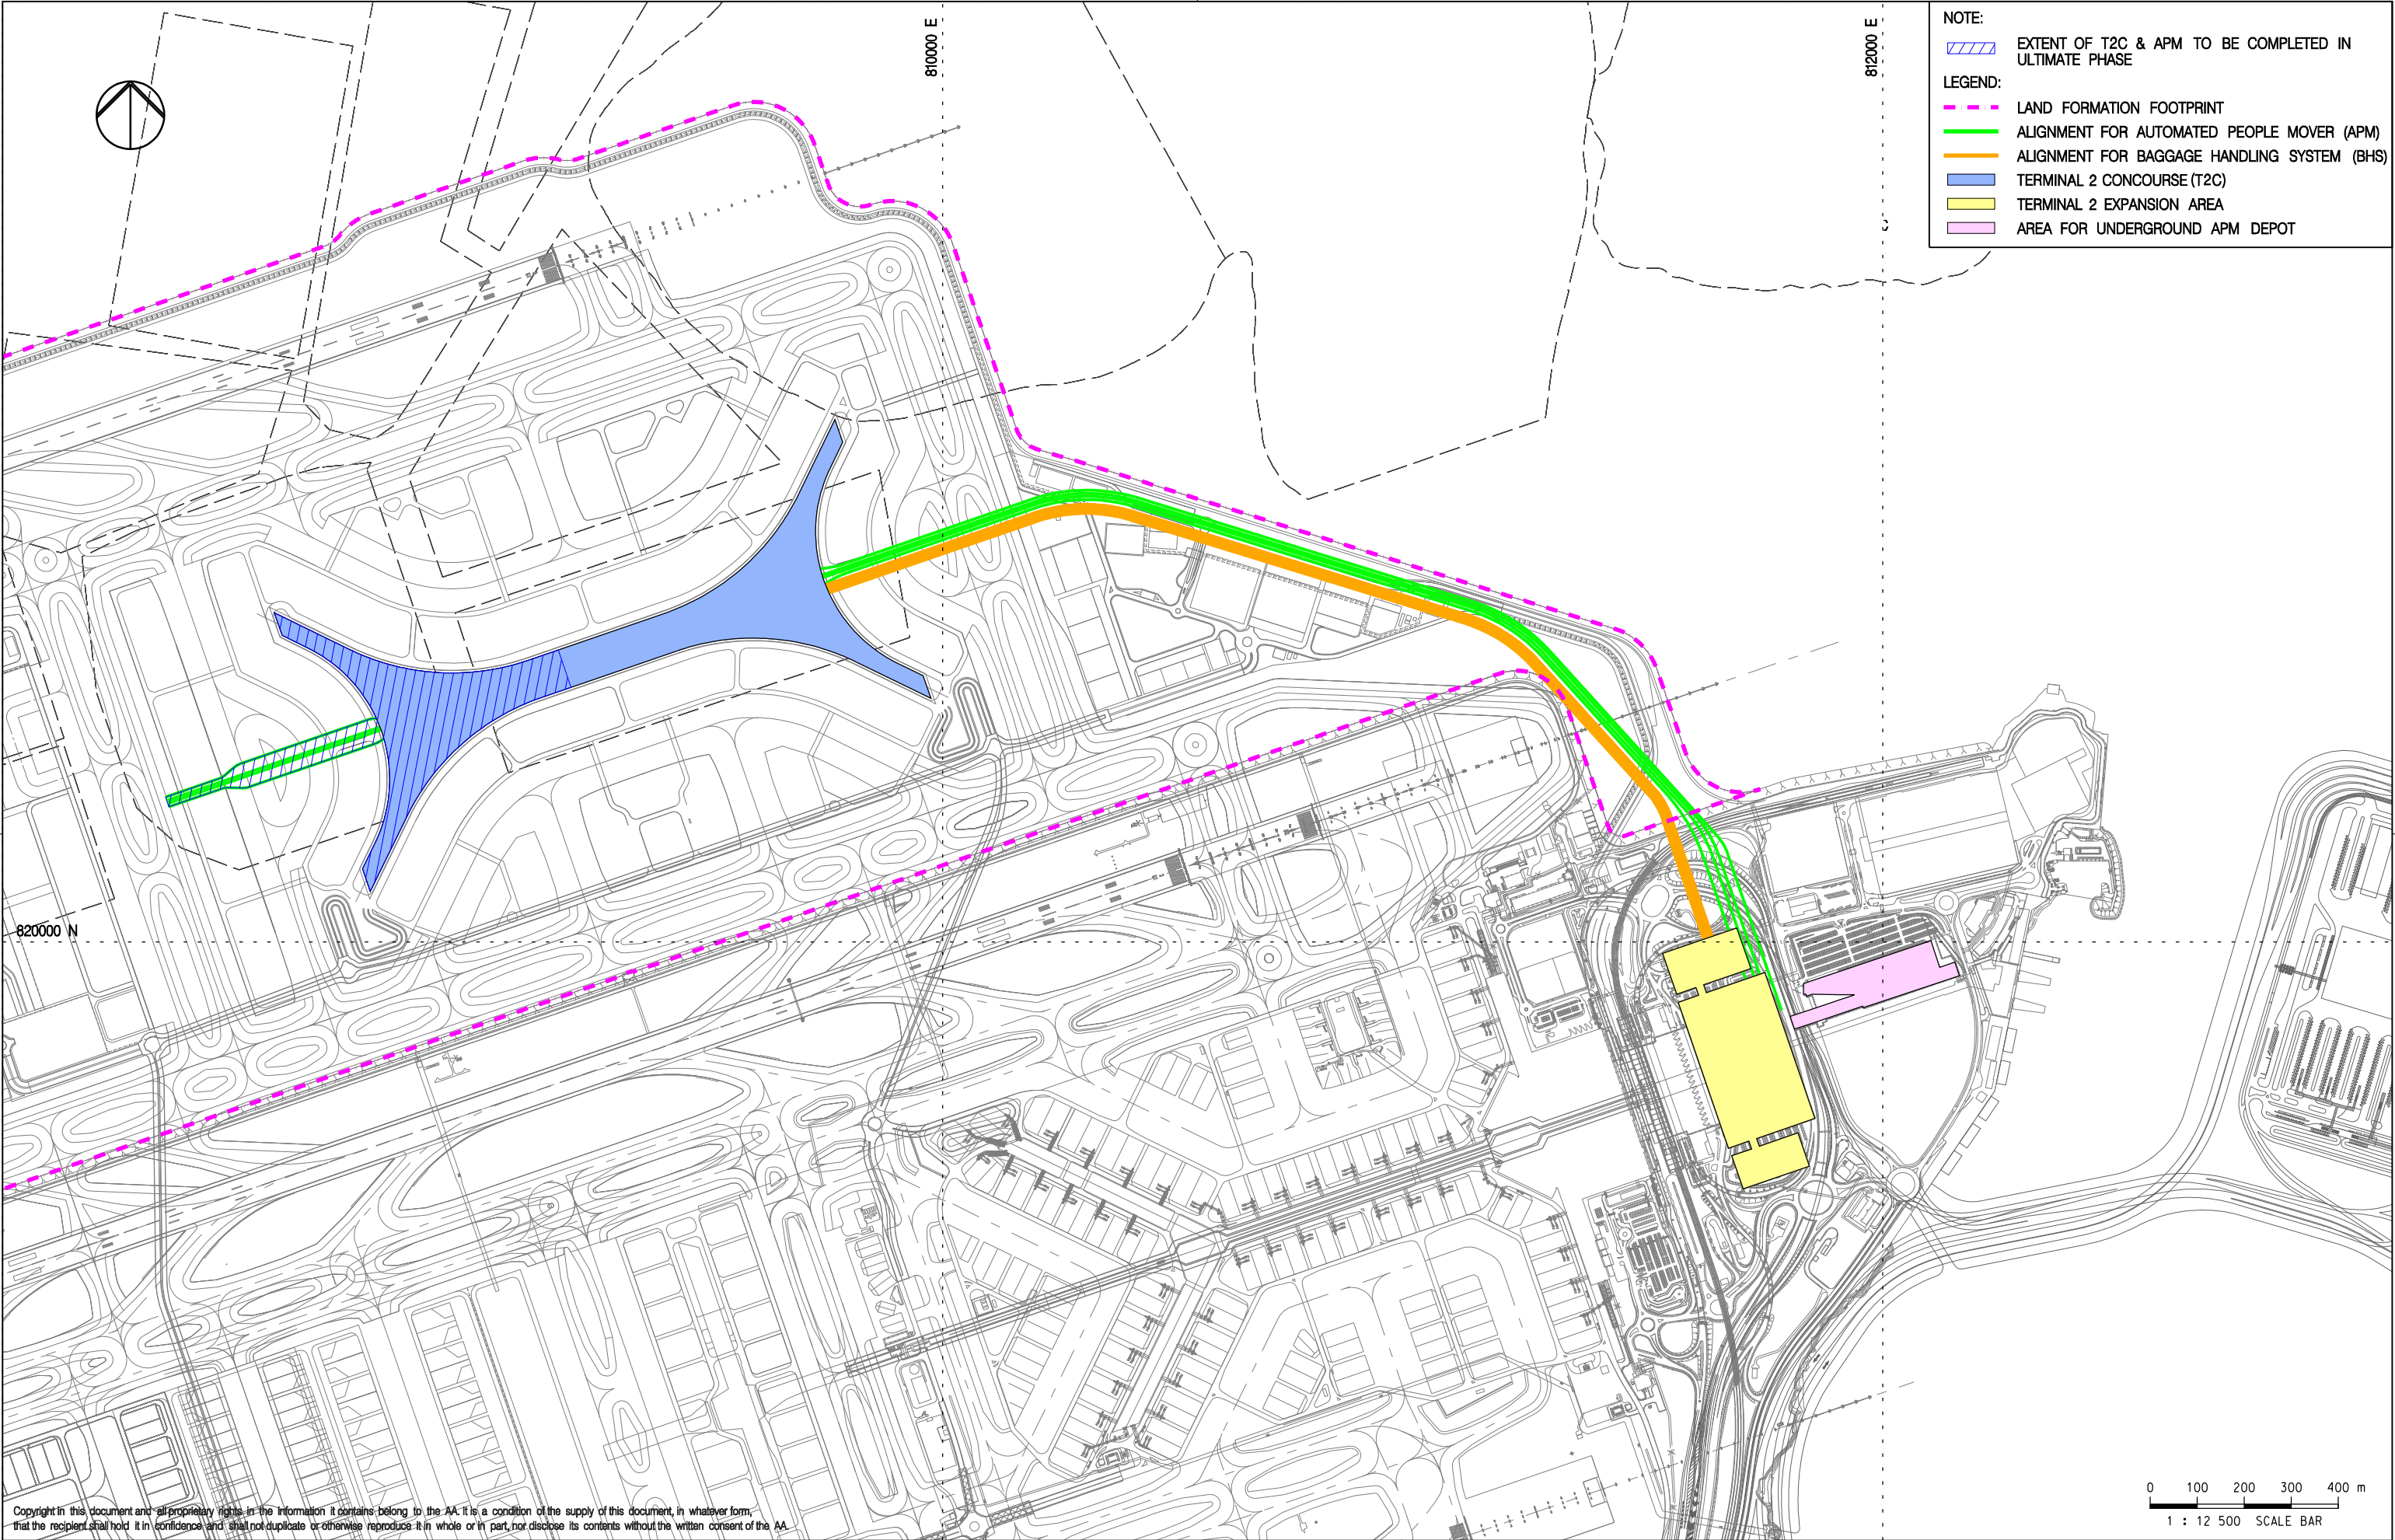 810000 E
812000 E
NOTE:
EXTENT OF T2C & APM TO BE COMPLETED IN
ULTIMATE PHASE
LEGEND:
LAND FORMATION FOOTPRINT
ALIGNMENT FOR AUTOMATED PEOPLE MOVER (APM)
ALIGNMENT FOR BAGGAGE HANDLING SYSTEM (BHS)
TERMINAL 2 CONCOURSE (T2C)
TERMINAL 2 EXPANSION AREA
AREA FOR UNDERGROUND APM DEPOT
820000 N
Copyright in this document and all proprietary rights in the information it contains belong to the AA. It is a condition of the supply of this document, in whatever form,
that the recipient shall hold it in confidence and shall not duplicate or otherwise reproduce it in whole or in part, nor disclose its contents without the written consent of the AA.
0 100 200 300 400 m
1 : 12 500 SCALE BAR